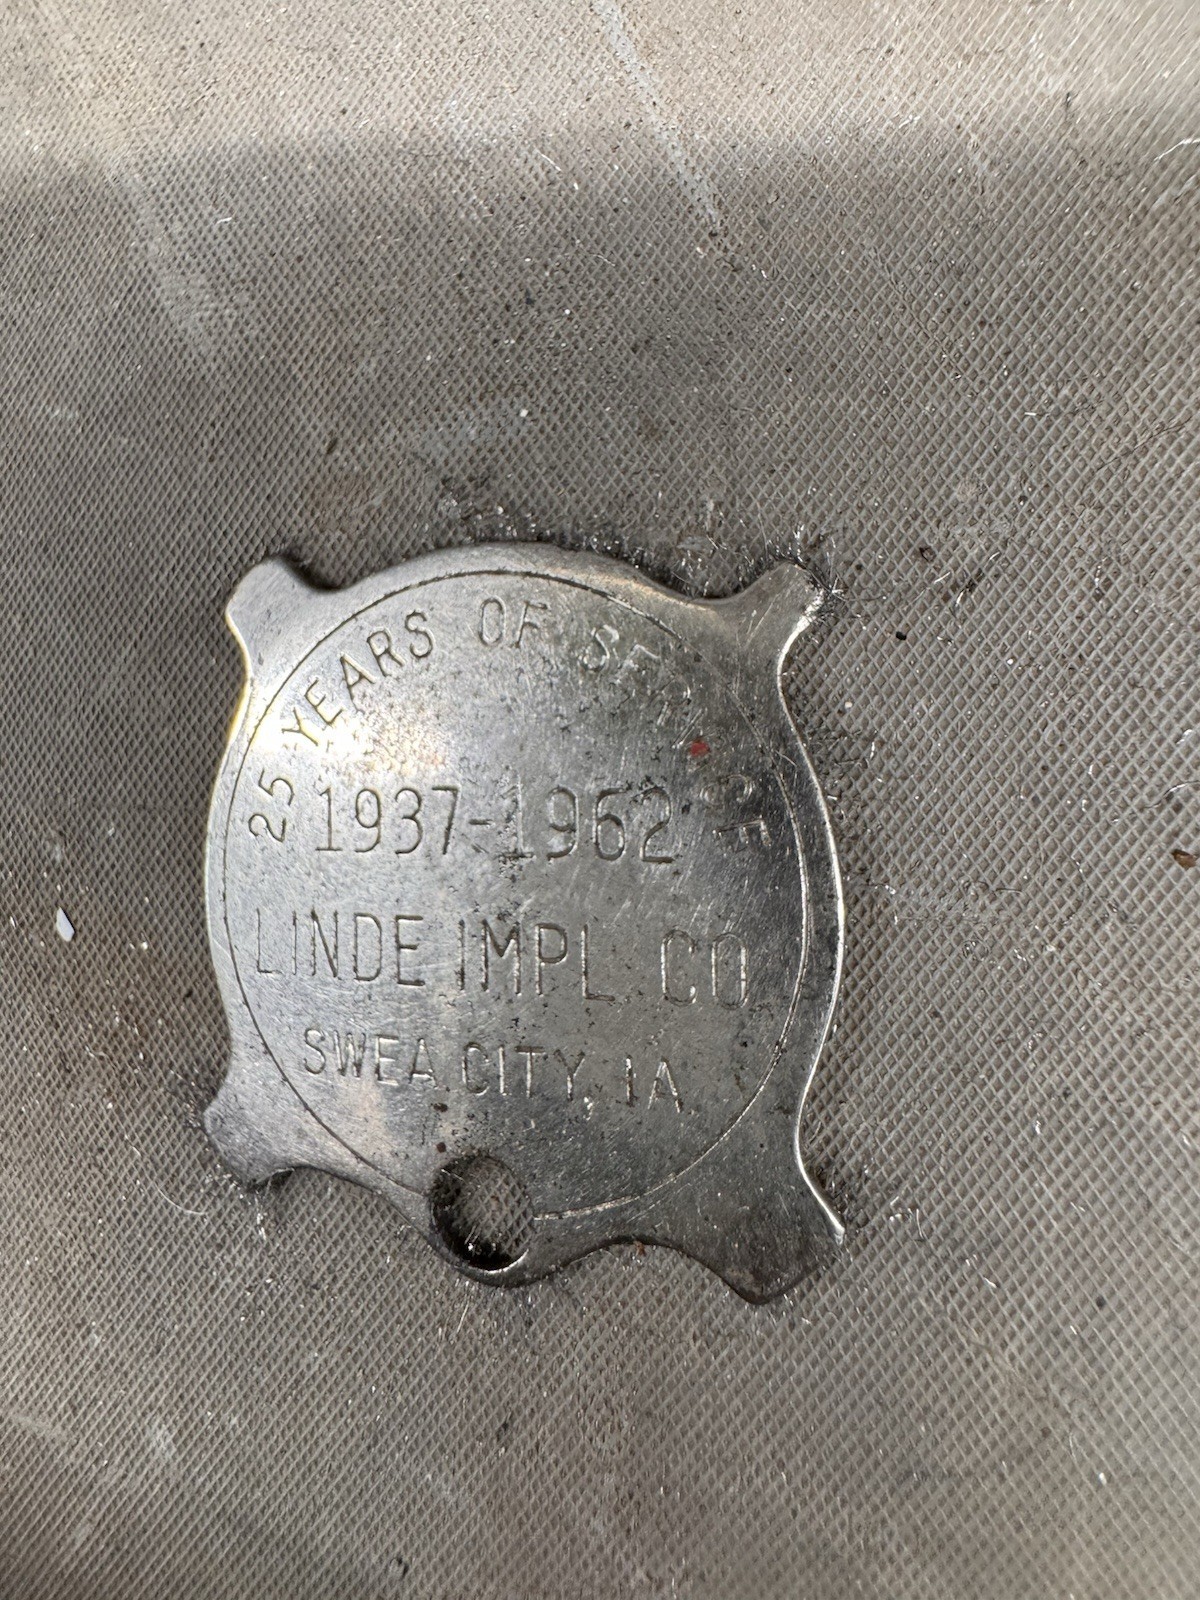 25 YEARS OF SERVICE
1937-1962
LINDE IMPL. CO.
SWEA CITY, IA.